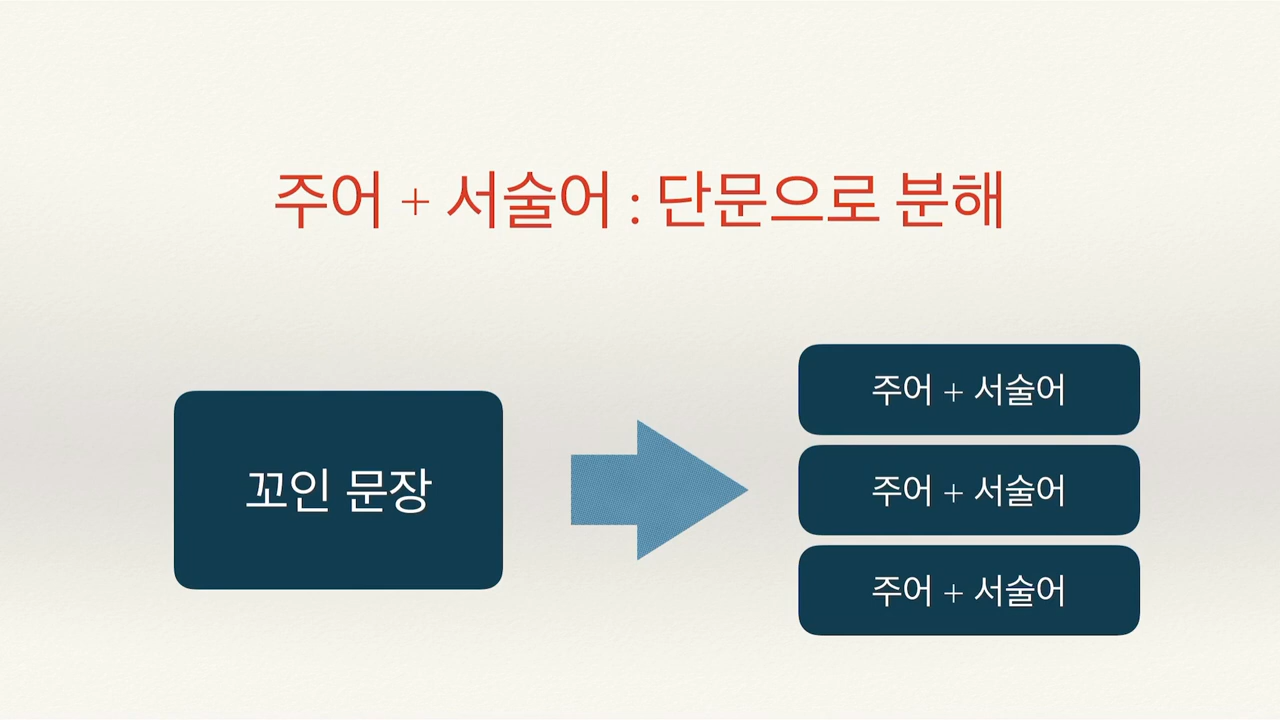 주어 + 서술어 : 단문으로 분해
꼬인 문장
주어 + 서술어
주어 + 서술어
주어 + 서술어